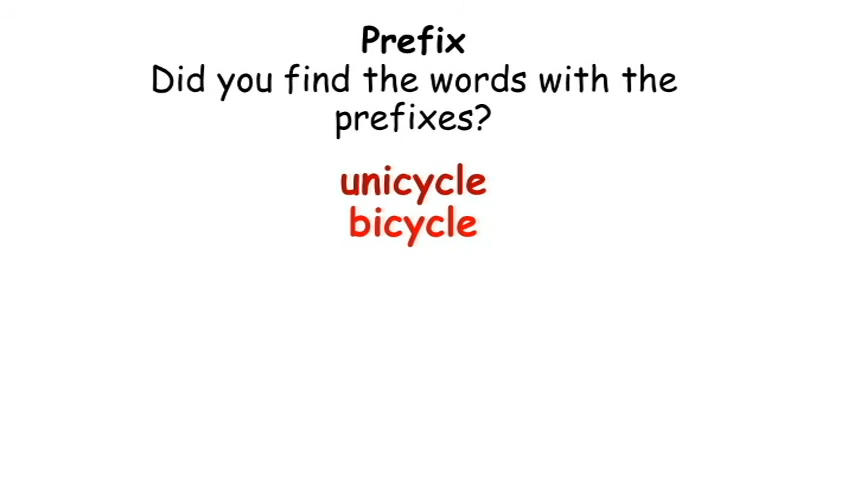 Prefix
Did you find the words with the
prefixes?
unicycle
bicycle